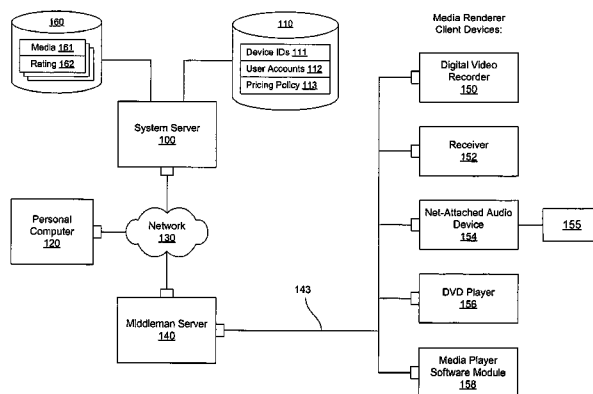 160
Media 161
Rating 162
110
Device IDs 111
User Accounts 112
Pricing Policy 113
System Server
100
Personal
Computer
120
Network
130
Middleman Server
140
143
Media Renderer
Client Devices:
Digital Video
Recorder
150
Receiver
152
Net-Attached Audio
Device
154
155
DVD Player
156
Media Player
Software Module
158